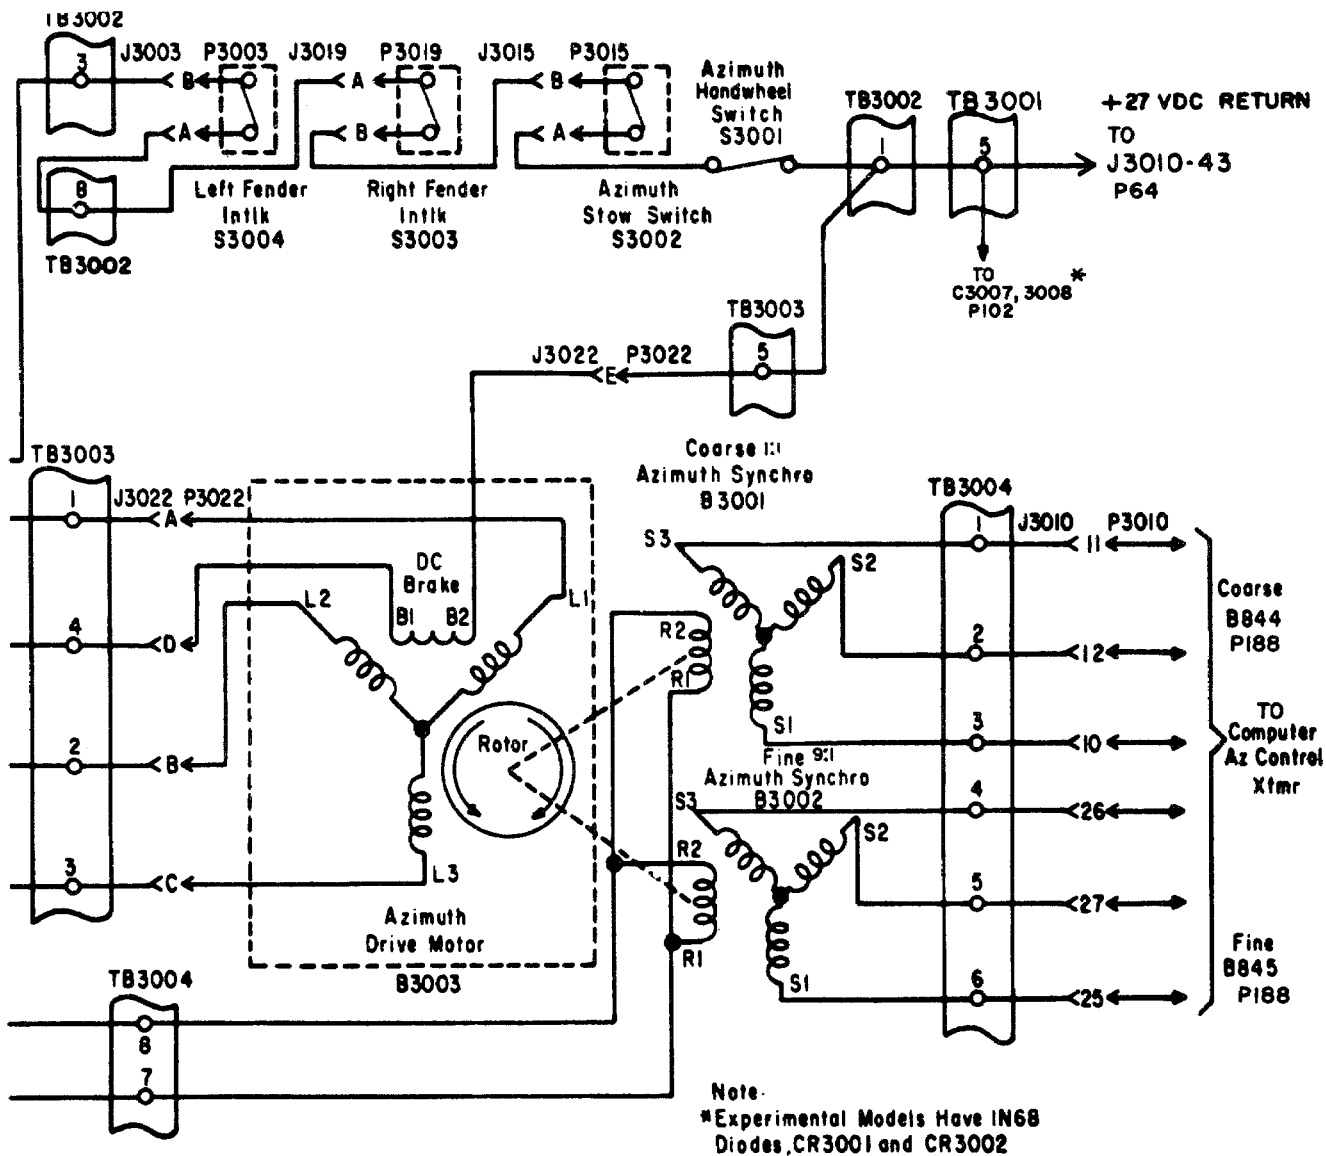 TB3002
3
J3003 P3003
B
A
8
TB3002
Left Fender
Intlk
S3004
J3019 P3019
A
B
Right Fender
Intlk
S3003
J3015 P3015
B
A
Azimuth
Stow Switch
S3002
Azimuth
Handwheel
Switch
S3001
TB3002
1
TB3001
5
+27 VDC RETURN
TO
J3010-43
P64
TO
C3007, 3008*
P102
TB3003
5
J3022 E P3022
TB3003
1
J3022 P3022
A
4
D
2
B
3
C
DC
Brake
B1 B2
L2
L1
L3
Rotor
Azimuth
Drive Motor
B3003
TB3004
8
7
Coarse 1:1
Azimuth Synchro
B3001
S3
S2
S1
R2
R1
Fine 9:1
Azimuth Synchro
B3002
S3
S2
S1
R2
R1
TB3004
1
2
3
4
5
6
J3010 P3010
11
12
10
26
27
25
Coarse
B844
P188
TO
Computer
Az Control
Xtmr
Fine
B845
P188
Note
*Experimental Models Have IN68
Diodes, CR3001 and CR3002